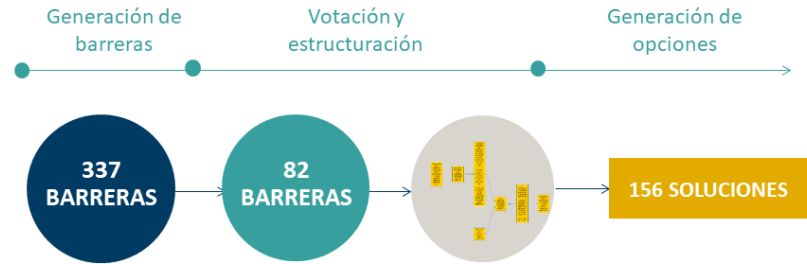 Generación de
barreras
Votación y
estructuración
Generación de
opciones
337
BARRERAS
82
BARRERAS
156 SOLUCIONES